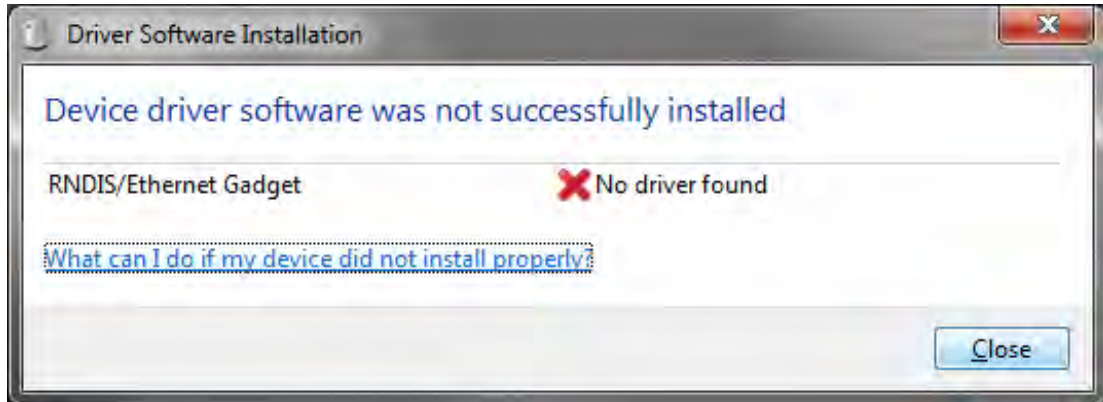 Driver Software Installation
Device driver software was not successfully installed
RNDIS/Ethernet Gadget No driver found
What can I do if my device did not install properly?
Close